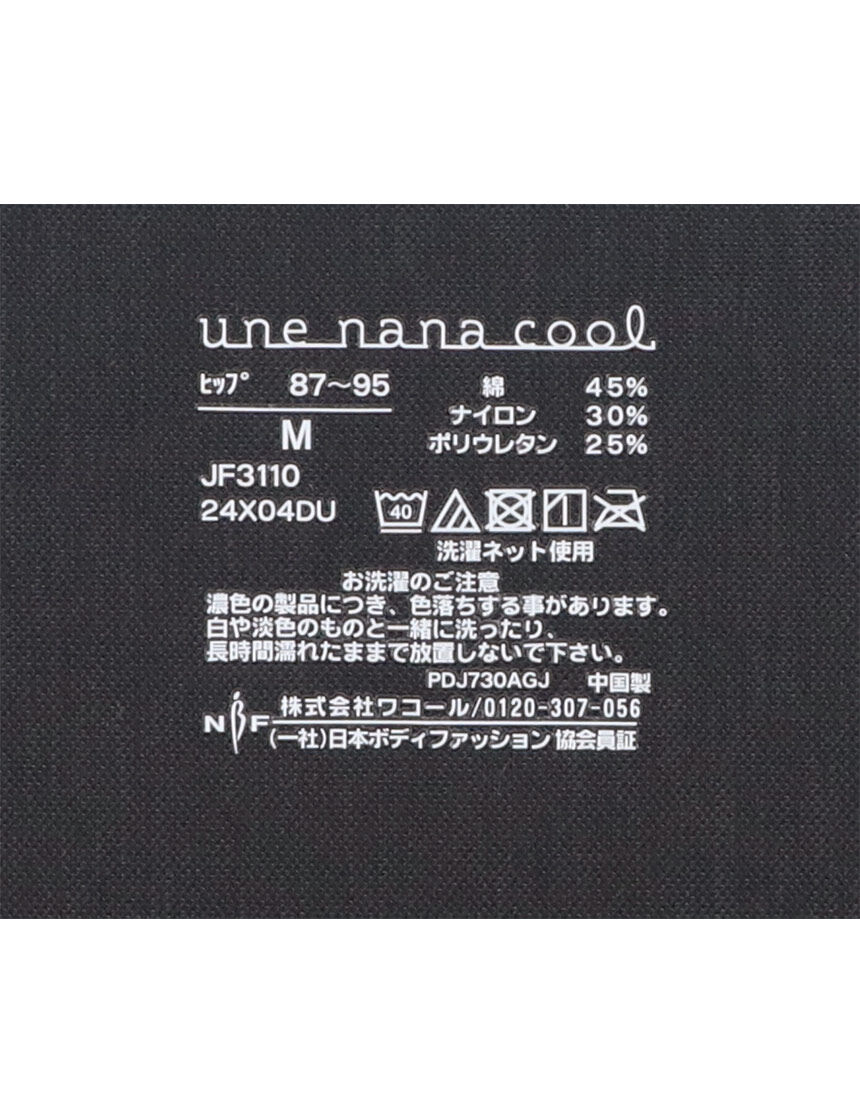 une nana cool
ﾋｯﾌﾟ 87～95
M
JF3110
24X04DU
綿 45%
ナイロン 30%
ポリウレタン 25%
40
洗濯ネット使用
お洗濯のご注意
濃色の製品につき、色落ちする事があります。
白や淡色のものと一緒に洗ったり、
長時間濡れたままで放置しないで下さい。
PDJ730AGJ 中国製
NBF 株式会社ワコール/0120-307-056
(一社)日本ボディファッション協会員証